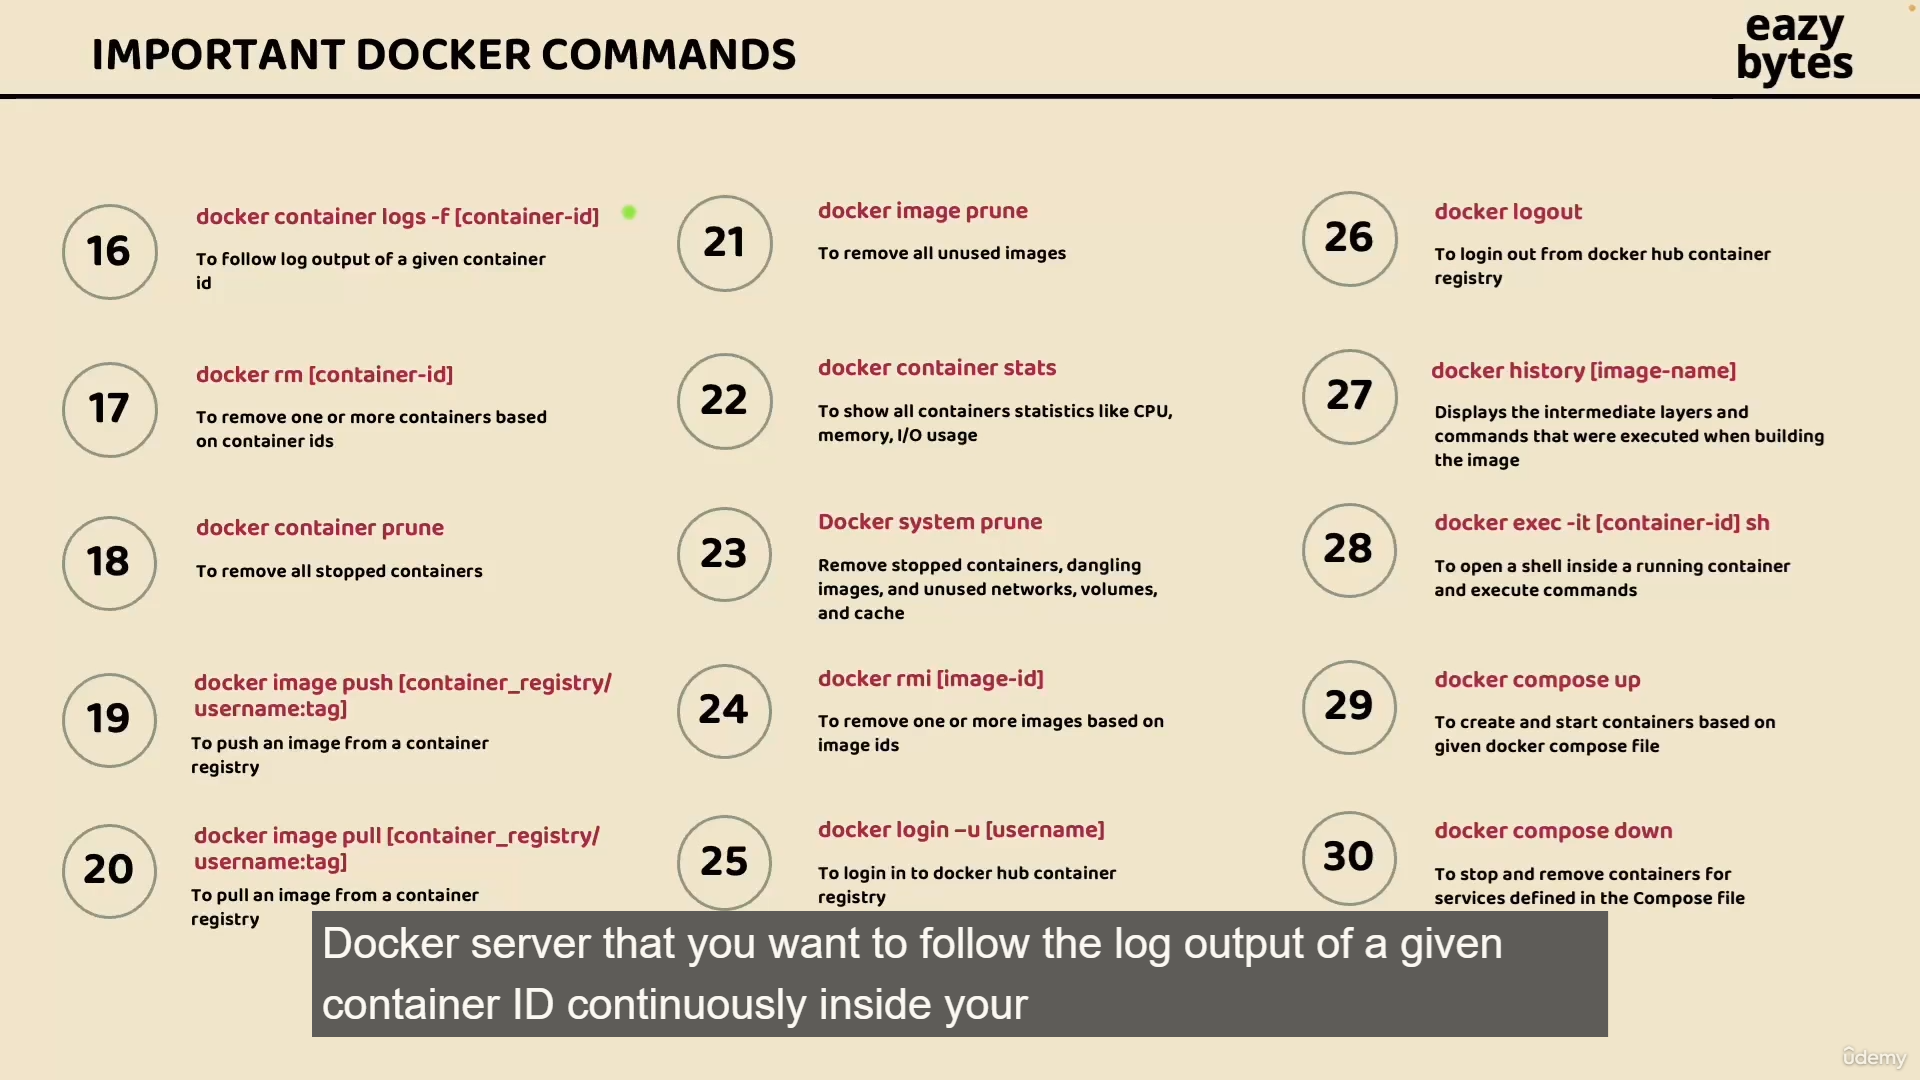 IMPORTANT DOCKER COMMANDS
eazy
bytes
16
docker container logs -f [container-id]
To follow log output of a given container
id
17
docker rm [container-id]
To remove one or more containers based
on container ids
18
docker container prune
To remove all stopped containers
19
docker image push [container_registry/
username:tag]
To push an image from a container
registry
20
docker image pull [container_registry/
username:tag]
To pull an image from a container
registry
21
docker image prune
To remove all unused images
22
docker container stats
To show all containers statistics like CPU,
memory, I/O usage
23
Docker system prune
Remove stopped containers, dangling
images, and unused networks, volumes,
and cache
24
docker rmi [image-id]
To remove one or more images based on
image ids
25
docker login –u [username]
To login in to docker hub container
registry
26
docker logout
To login out from docker hub container
registry
27
docker history [image-name]
Displays the intermediate layers and
commands that were executed when building
the image
28
docker exec -it [container-id] sh
To open a shell inside a running container
and execute commands
29
docker compose up
To create and start containers based on
given docker compose file
30
docker compose down
To stop and remove containers for
services defined in the Compose file
Docker server that you want to follow the log output of a given
container ID continuously inside your
ûdemy